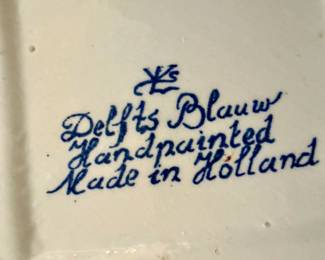 Delfts Blauw
Handpainted
Made in Holland